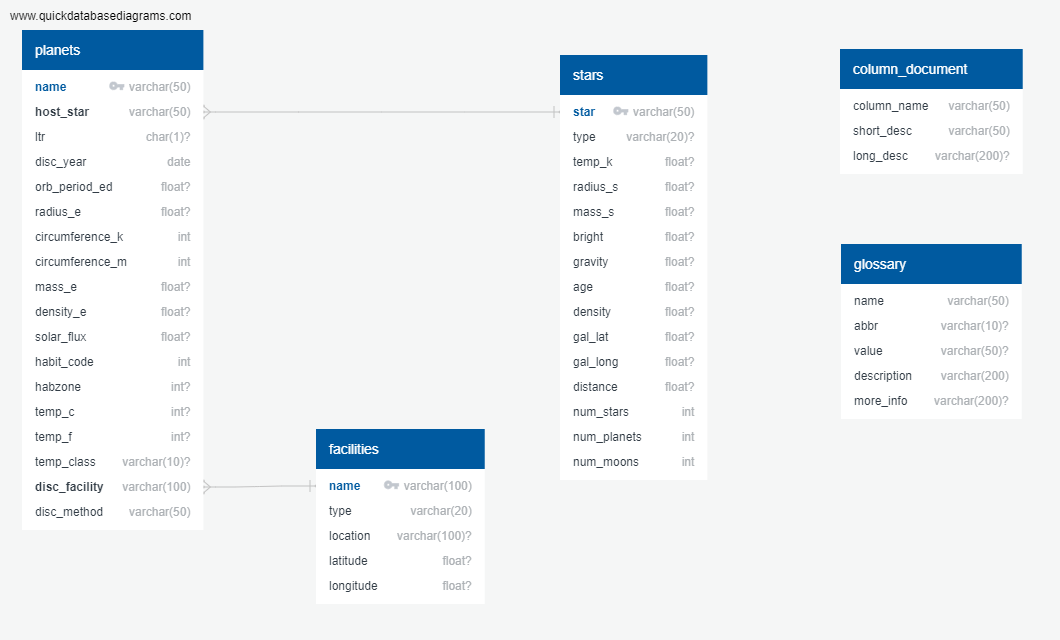 www.quickdatabasediagrams.com
planets
name varchar(50)
host_star varchar(50)
ltr char(1)?
disc_year date
orb_period_ed float?
radius_e float?
circumference_k int
circumference_m int
mass_e float?
density_e float?
solar_flux float?
habit_code int
habzone int?
temp_c int?
temp_f int?
temp_class varchar(10)?
disc_facility varchar(100)
disc_method varchar(50)
facilities
name varchar(100)
type varchar(20)
location varchar(100)?
latitude float?
longitude float?
stars
star varchar(50)
type varchar(20)?
temp_k float?
radius_s float?
mass_s float?
bright float?
gravity float?
age float?
density float?
gal_lat float?
gal_long float?
distance float?
num_stars int
num_planets int
num_moons int
column_document
column_name varchar(50)
short_desc varchar(50)
long_desc varchar(200)?
glossary
name varchar(50)
abbr varchar(10)?
value varchar(50)?
description varchar(200)
more_info varchar(200)?